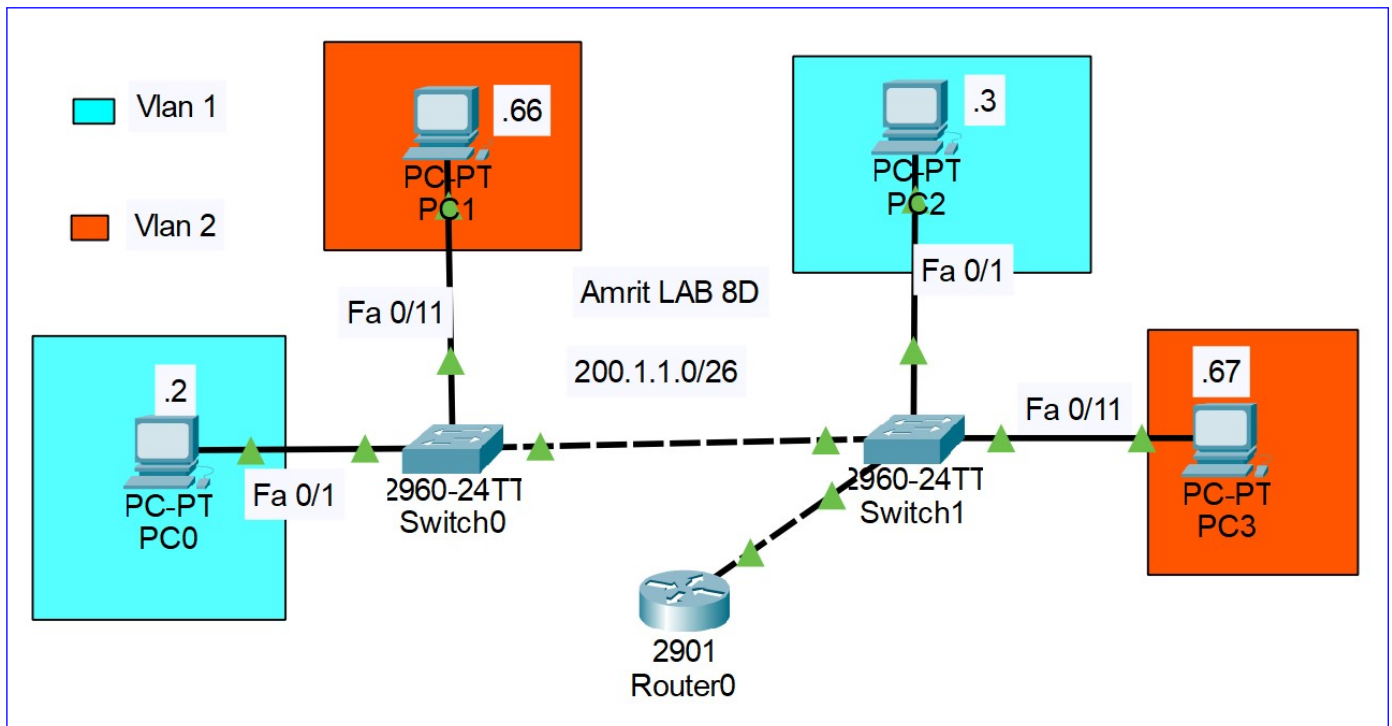 Vlan 1
Vlan 2
.66
PC-PT
PC1
.3
PC-PT
PC2
Fa 0/11
Amrit LAB 8D
Fa 0/1
200.1.1.0/26
.2
PC-PT
PC0
Fa 0/1
2960-24TT
Switch0
2960-24TT
Switch1
Fa 0/11
.67
PC-PT
PC3
2901
Router0